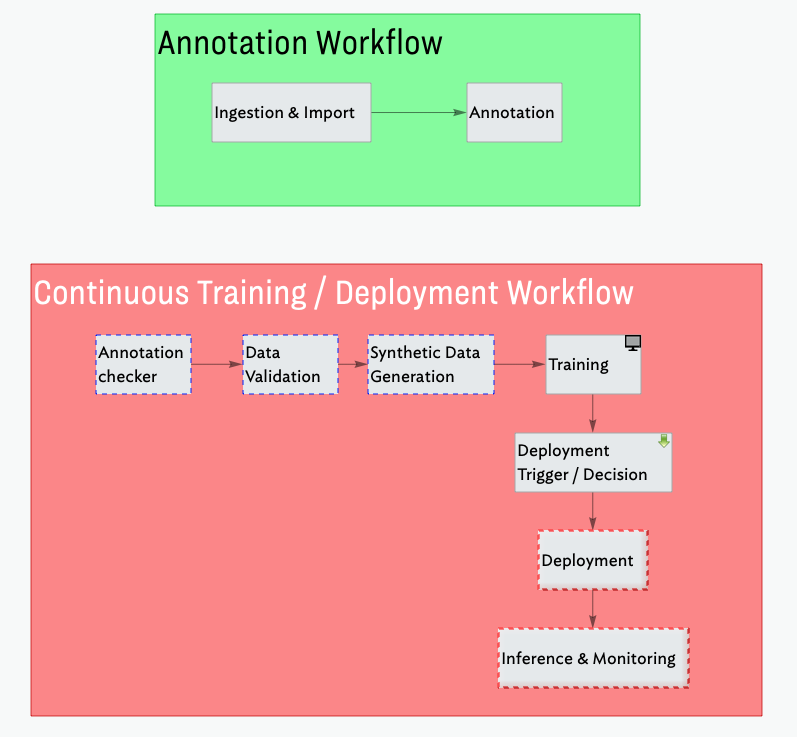 Annotation Workflow
Ingestion & Import
Annotation
Continuous Training / Deployment Workflow
Annotation
checker
Data
Validation
Synthetic Data
Generation
Training
Deployment
Trigger / Decision
Deployment
Inference & Monitoring